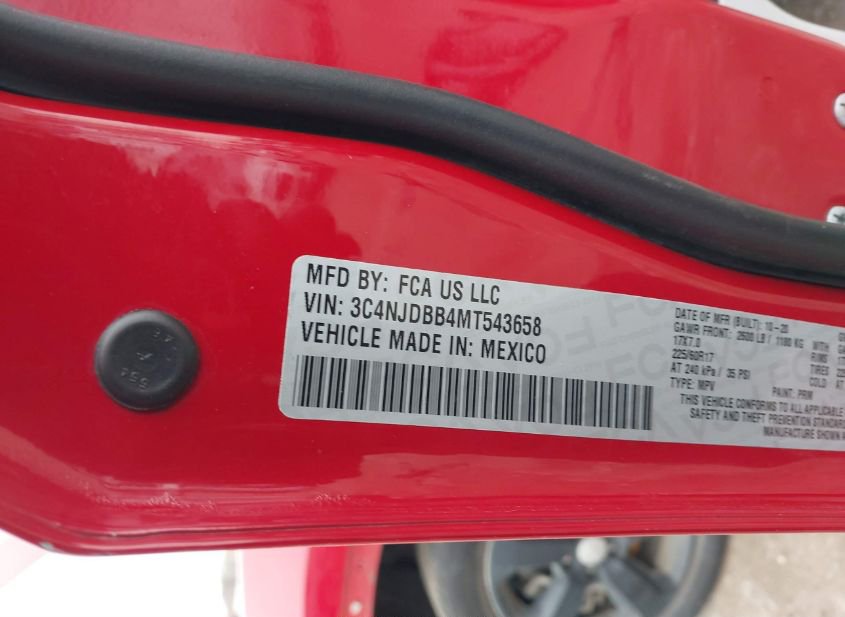 MFD BY: FCA US LLC
VIN: 3C4NJDBB4MT543658
VEHICLE MADE IN: MEXICO
DATE OF MFR (BUILT): 10-20
GAWR FRONT: 2600 LB / 1180 KG WITH
17X7.0 RIMS
225/60R17 TIRES
AT 240 kPa / 35 PSI COLD
TYPE: MPV PAINT: PRM
THIS VEHICLE CONFORMS TO ALL APPLICABLE
SAFETY AND THEFT PREVENTION
MANUFACTURE SHOWN
554
A